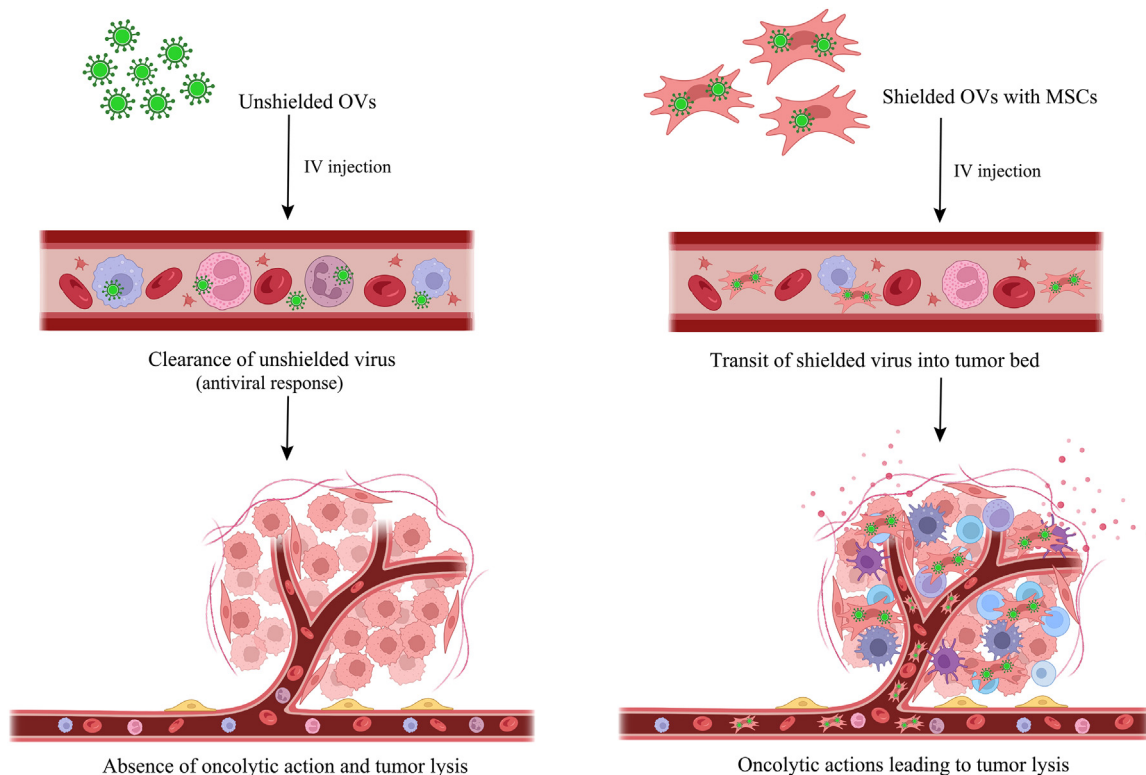 Unshielded OVs
IV injection
Clearance of unshielded virus
(antiviral response)
Absence of oncolytic action and tumor lysis
Shielded OVs with MSCs
IV injection
Transit of shielded virus into tumor bed
Oncolytic actions leading to tumor lysis